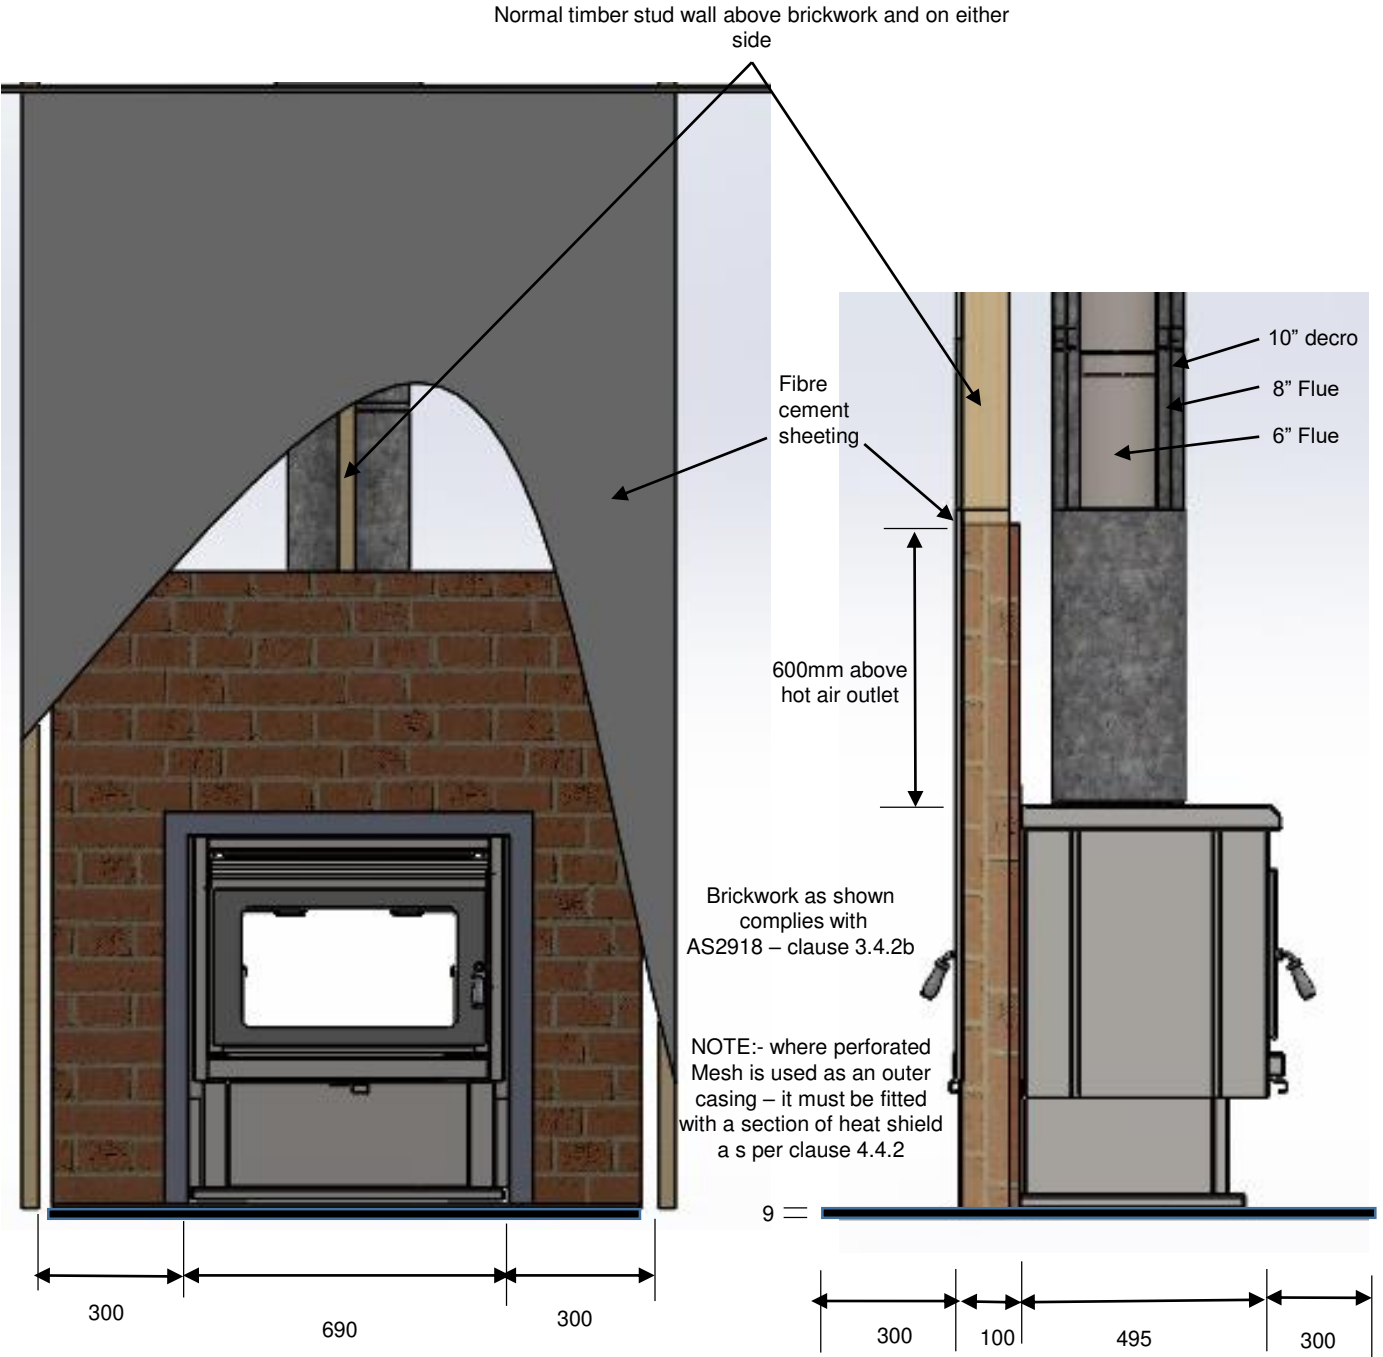 Normal timber stud wall above brickwork and on either
side
10” decro
8” Flue
6” Flue
Fibre
cement
sheeting
600mm above
hot air outlet
Brickwork as shown
complies with
AS2918 – clause 3.4.2b
NOTE:- where perforated
Mesh is used as an outer
casing – it must be fitted
with a section of heat shield
a s per clause 4.4.2
9
300
690
300
300
100
495
300